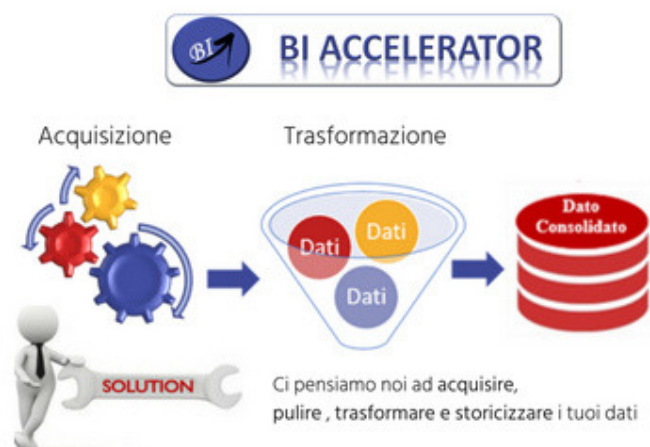 BI
BI ACCELERATOR
Acquisizione
Trasformazione
Dati
Dati
Dati
Dato
Consolidato
SOLUTION
Ci pensiamo noi ad acquisire,
pulire , trasformare e storicizzare i tuoi dati